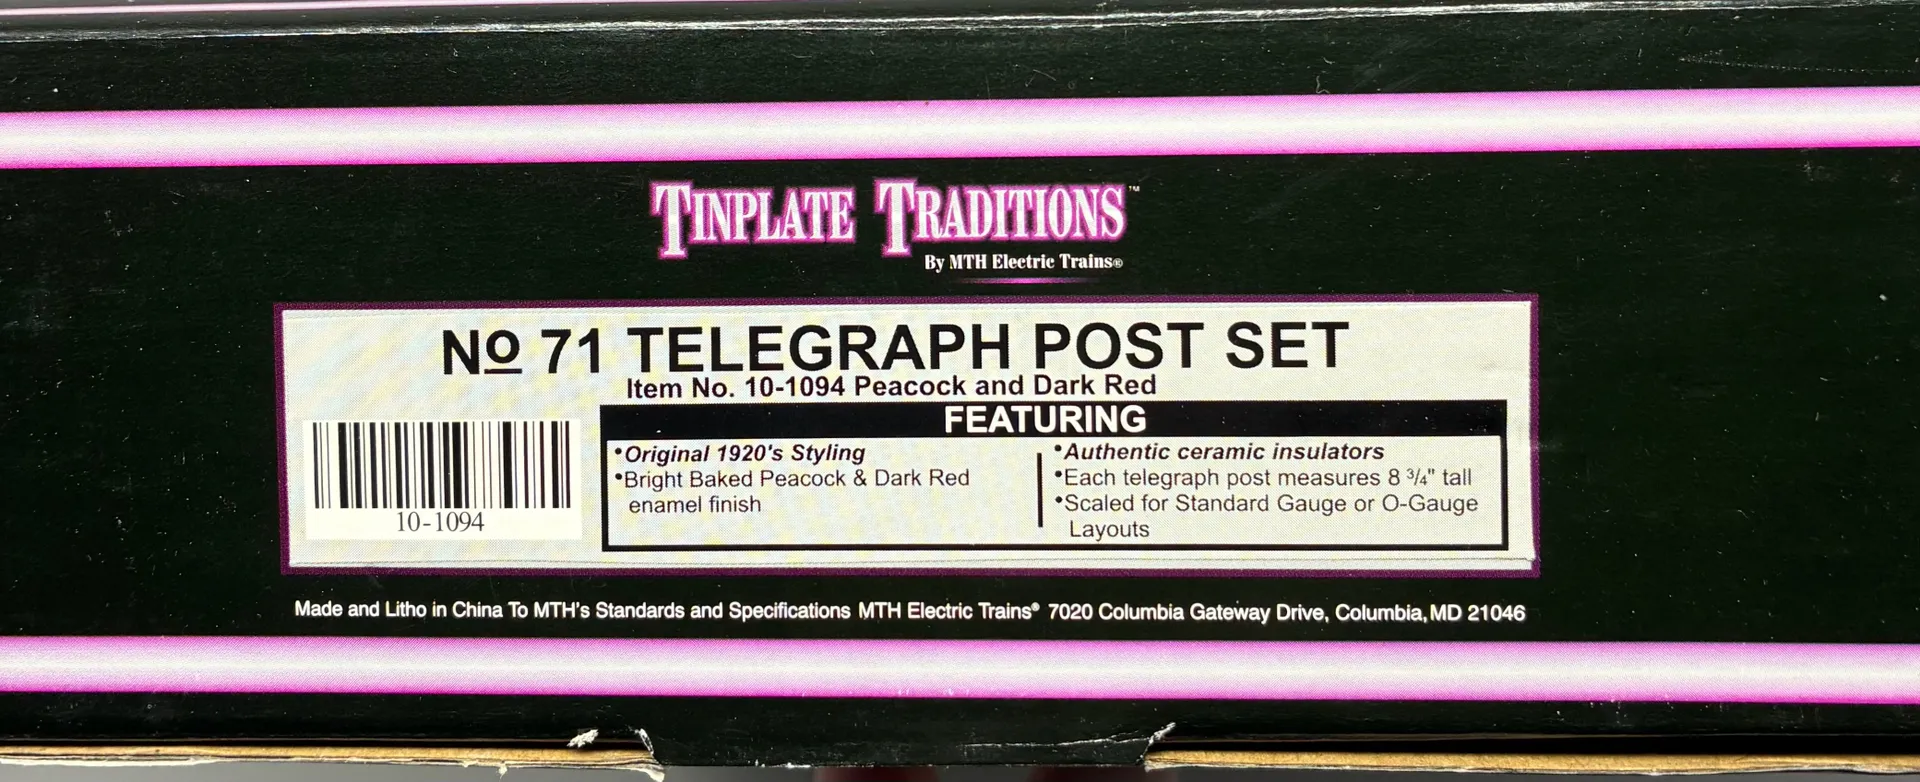 TINPLATE TRADITIONS™
By MTH Electric Trains®
Nº 71 TELEGRAPH POST SET
Item No. 10-1094 Peacock and Dark Red
FEATURING
•Original 1920's Styling
•Bright Baked Peacock & Dark Red
enamel finish
•Authentic ceramic insulators
•Each telegraph post measures 8 3/4" tall
•Scaled for Standard Gauge or O-Gauge
Layouts
10-1094
Made and Litho in China To MTH's Standards and Specifications MTH Electric Trains® 7020 Columbia Gateway Drive, Columbia, MD 21046